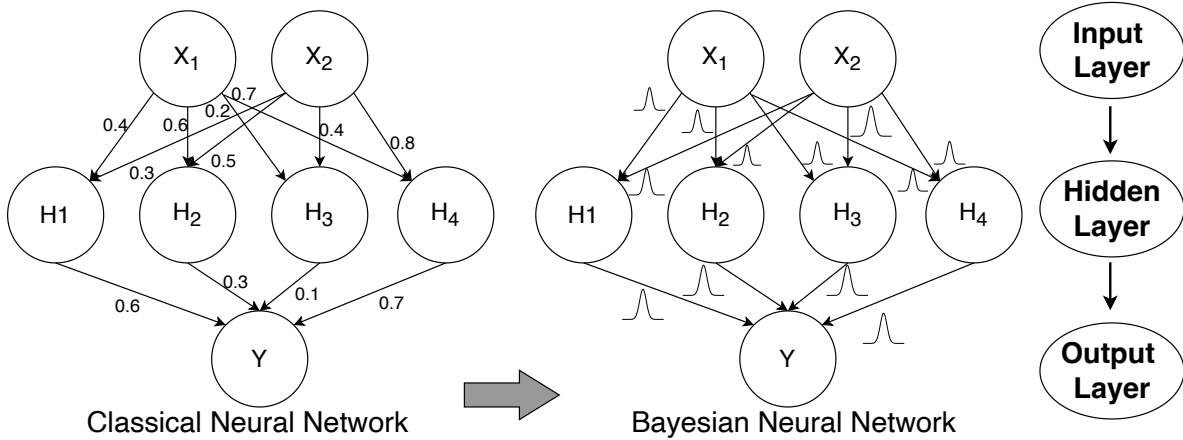 X1 X2
0.7
0.2
0.4 0.6 0.4 0.8
0.3 0.5
H1 H2 H3 H4
0.6 0.3 0.1 0.7
Y
Classical Neural Network
X1 X2
H1 H2 H3 H4
Y
Bayesian Neural Network
Input
Layer
Hidden
Layer
Output
Layer